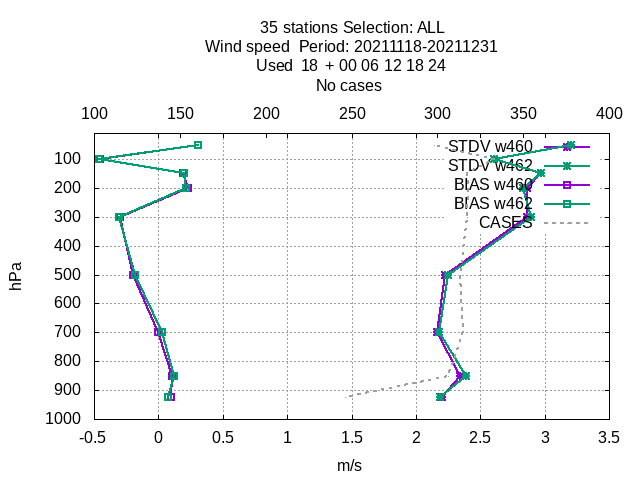 35 stations Selection: ALL
Wind speed  Period: 20211118-20211231
Used  18  + 00 06 12 18 24
No cases
100 150 200 250 300 350 400
STDV w460
STDV w462
BIAS w460
BIAS w462
CASES
hPa
100
200
300
400
500
600
700
800
900
1000
-0.5 0 0.5 1 1.5 2 2.5 3 3.5
m/s